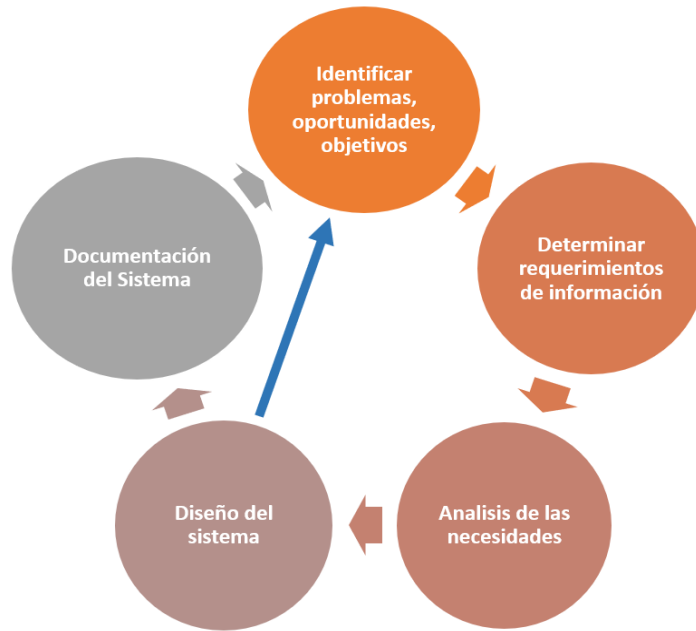 Identificar
problemas,
oportunidades,
objetivos
Determinar
requerimientos
de información
Analisis de las
necesidades
Diseño del
sistema
Documentación
del Sistema